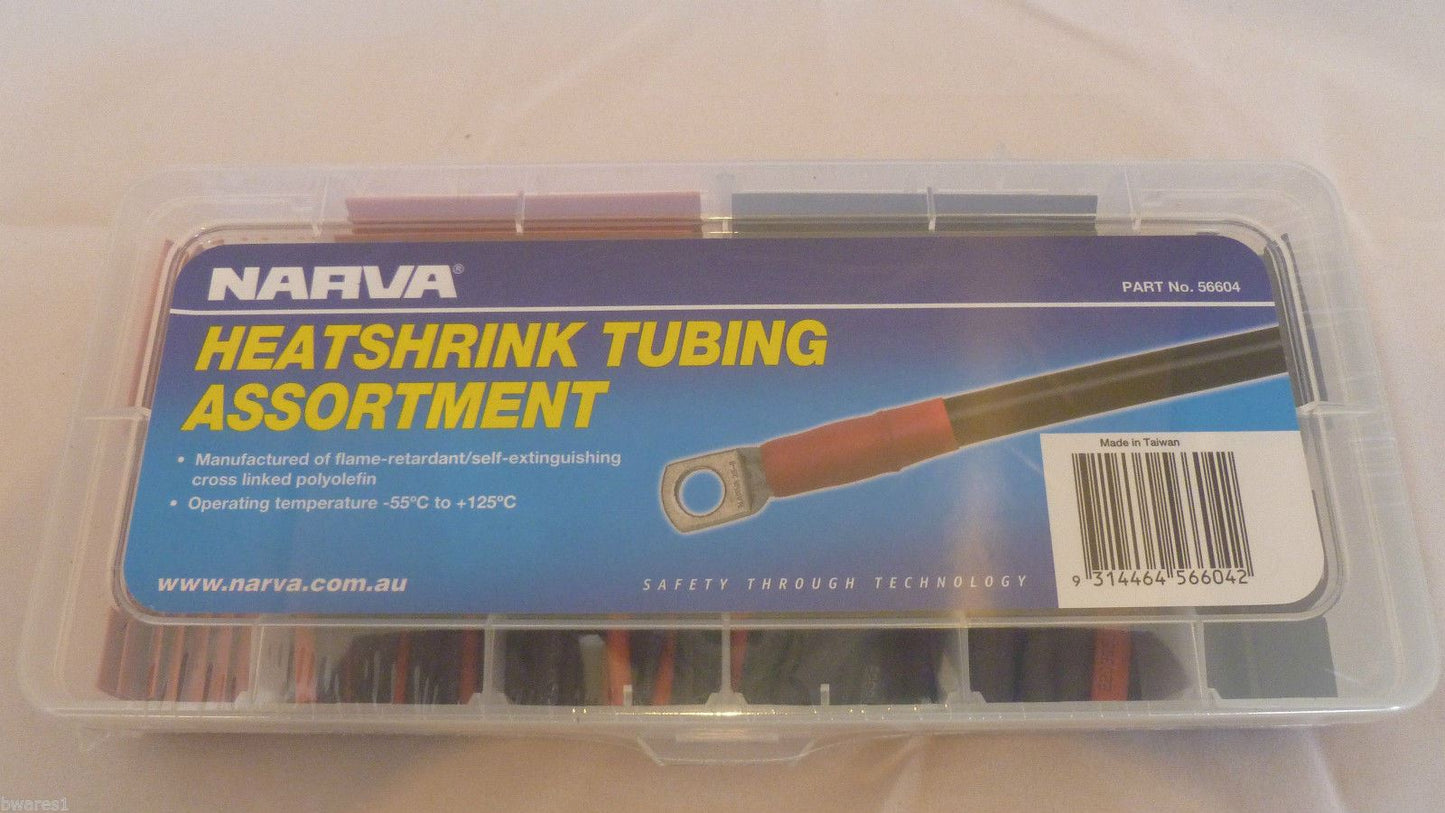 NARVA®
PART No. 56604
HEATSHRINK TUBING
ASSORTMENT
• Manufactured of flame-retardant/self-extinguishing
cross linked polyolefin
• Operating temperature -55ºC to +125ºC
Made in Taiwan
9 314464 566042
www.narva.com.au
SAFETY THROUGH TECHNOLOGY
bwares1